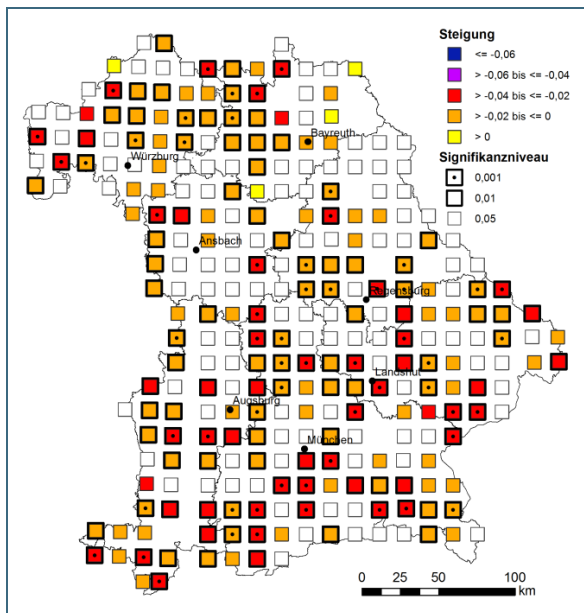 Steigung
<= -0,06
> -0,06 bis <= -0,04
> -0,04 bis <= -0,02
> -0,02 bis <= 0
> 0
Signifikanzniveau
0,001
0,01
0,05
Bayreuth
Würzburg
Ansbach
Regensburg
Landshut
Augsburg
München
0 25 50 100
km